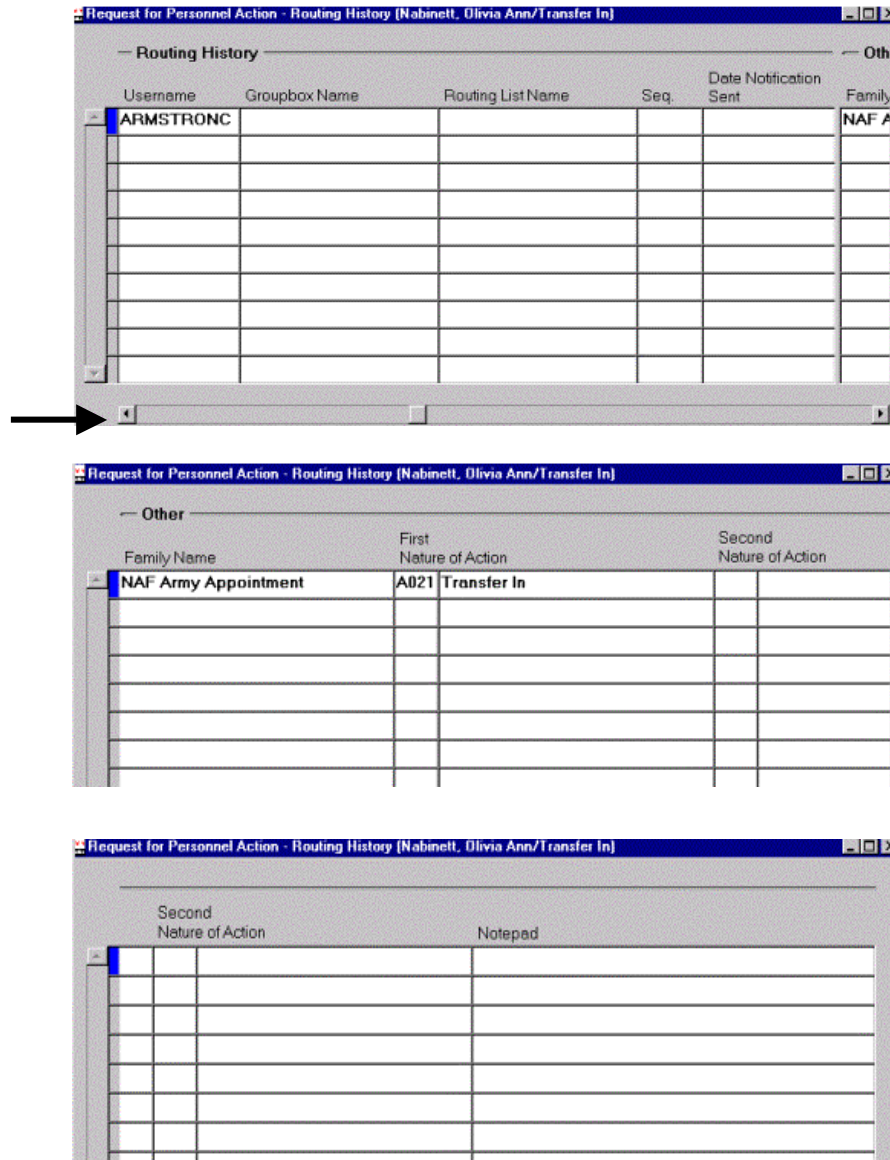 Request for Personnel Action - Routing History (Nabinett, Olivia Ann/Transfer In)
Routing History
Oth
Username Groupbox Name Routing List Name Seq. Date Notification Sent Family
ARMSTRONC NAF A
Request for Personnel Action - Routing History (Nabinett, Olivia Ann/Transfer In)
Other
Family Name First Nature of Action Second Nature of Action
NAF Army Appointment A021 Transfer In
Request for Personnel Action - Routing History (Nabinett, Olivia Ann/Transfer In)
Second
Nature of Action Notepad